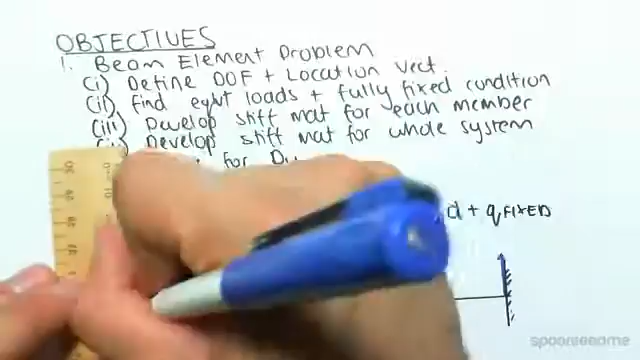 OBJECTIVES
1. Beam Element Problem
(i) Define DOF + Location Vect.
(ii) find eqvt loads + fully fixed condition
(iii) Develop stiff mat for each member
Develop stiff mat for whole system
for
d + q FIXED
spoonfeedme